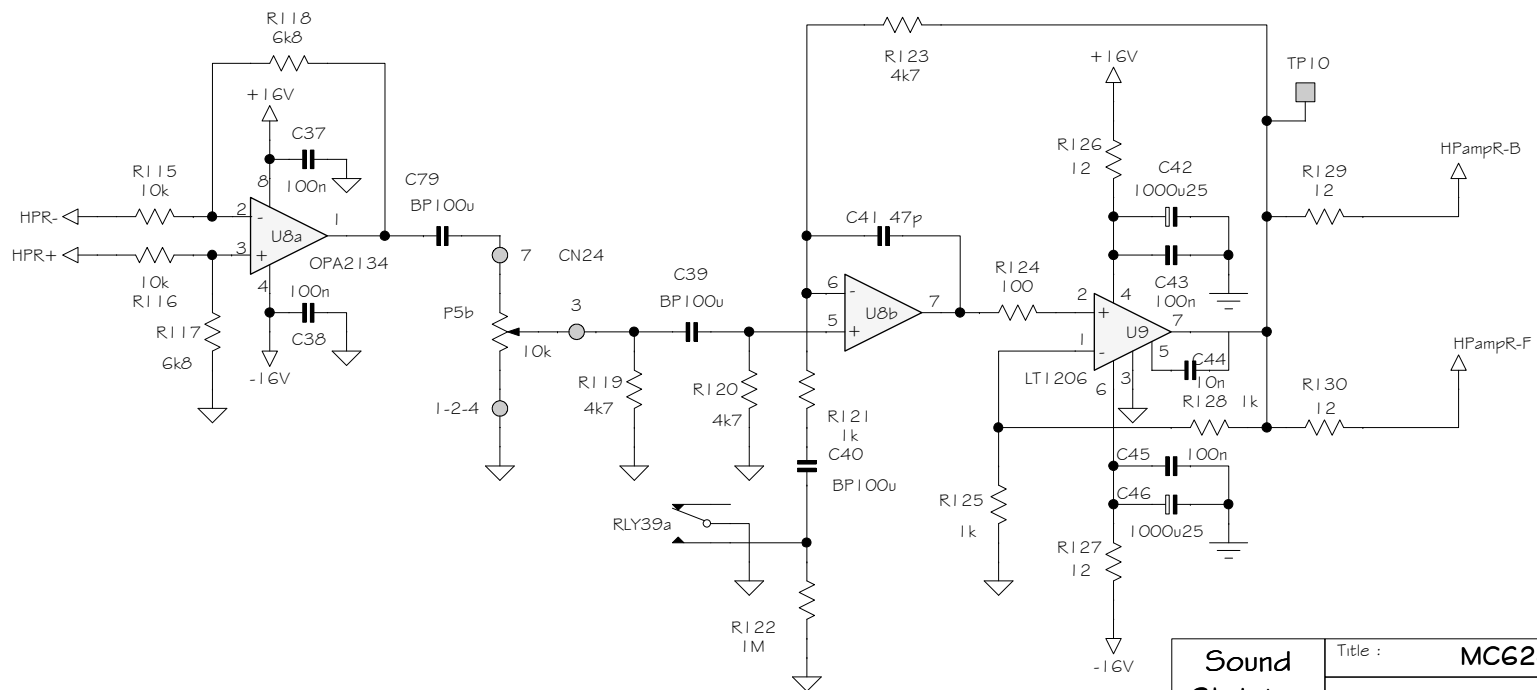 R118
6k8
R123
4k7
+16V
TP10
+16V
C37
100n
8
R115
10k
HPR-
2
-
U8a
1
C79
BP100u
HPR+
3
+
OPA2134
10k
R116
4
100n
C38
R117
6k8
-16V
7
CN24
P5b
3
10k
1-2-4
C39
BP100u
R119
4k7
R120
4k7
C41 47p
6
-
U8b
7
5
+
R121
1k
C40
BP100u
RLY39a
R122
1M
R124
100
R126
12
C42
1000u25
C43
100n
2
4
+
U9
7
1
-
5
LT1206
6
3
C44
10n
R128
1k
R125
1k
C45
100n
C46
1000u25
R127
12
-16V
R129
12
HPampR-B
R130
12
HPampR-F
Sound
Title :
MC62